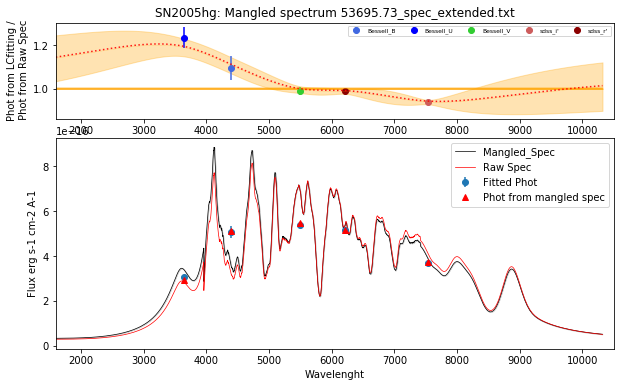 SN2005hg: Mangled spectrum 53695.73_spec_extended.txt
Phot from LCfitting /
Phot from Raw Spec
1.2
1.0
Bessell_B
Bessell_U
Bessell_V
sdss_i'
sdss_r'
2000 3000 4000 5000 6000 7000 8000 9000 10000
1e−16
Flux erg s-1 cm-2 A-1
8
6
4
2
0
Mangled_Spec
Raw Spec
Fitted Phot
Phot from mangled spec
2000 3000 4000 5000 6000 7000 8000 9000 10000
Wavelenght